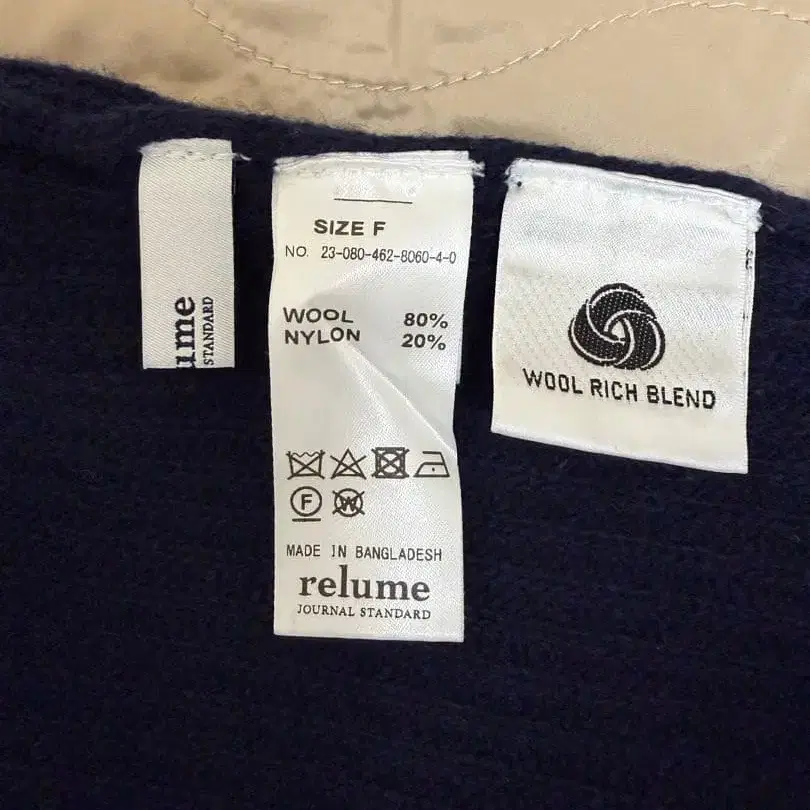 ume
STANDARD
SIZE F
NO. 23-080-462-8060-4-0
WOOL 80%
NYLON 20%
F
W
MADE IN BANGLADESH
relume
JOURNAL STANDARD
WOOL RICH BLEND